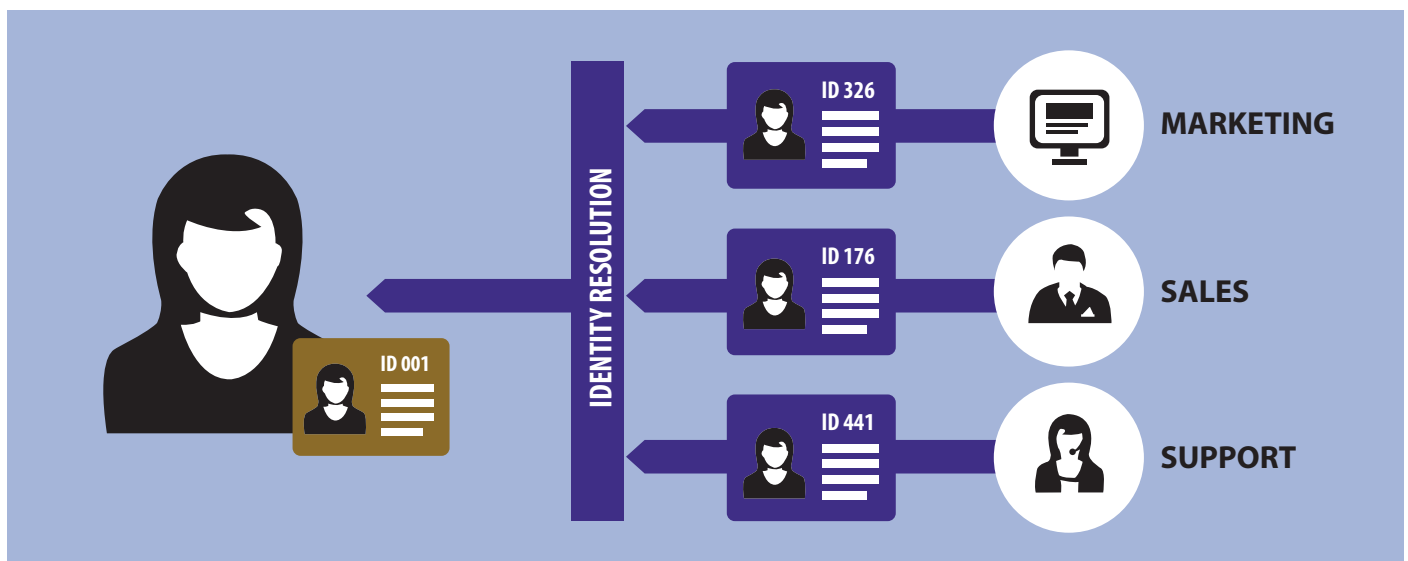 ID 326
MARKETING
IDENTITY RESOLUTION
ID 176
SALES
ID 001
ID 441
SUPPORT